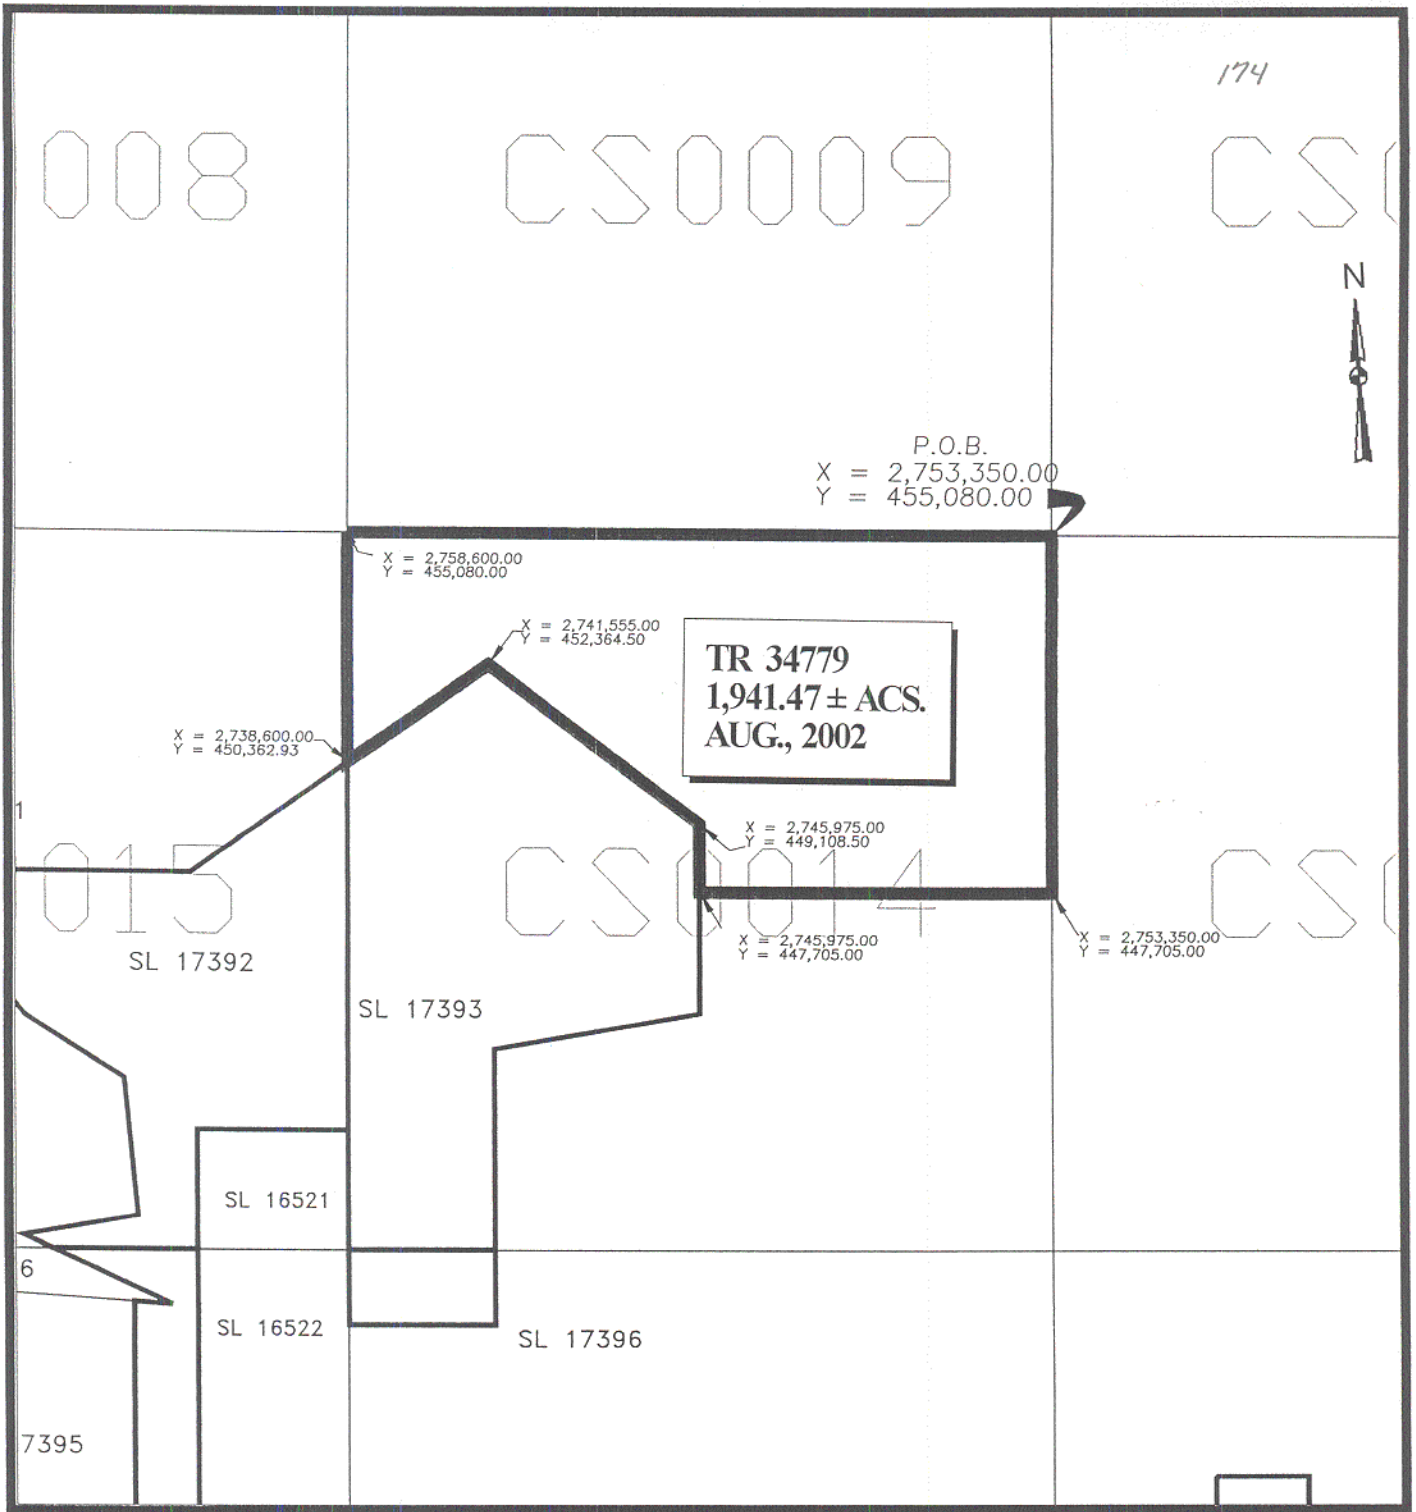 174
008
CS0009
CS0
N
P.O.B.
X = 2,753,350.00
Y = 455,080.00
X = 2,758,600.00
Y = 455,080.00
X = 2,741,555.00
Y = 452,364.50
TR 34779
1,941.47 ± ACS.
AUG., 2002
X = 2,738,600.00
Y = 450,362.93
1
X = 2,745,975.00
Y = 449,108.50
015
CS0014
CS0
X = 2,745,975.00
Y = 447,705.00
X = 2,753,350.00
Y = 447,705.00
SL 17392
SL 17393
SL 16521
6
SL 16522
SL 17396
7395